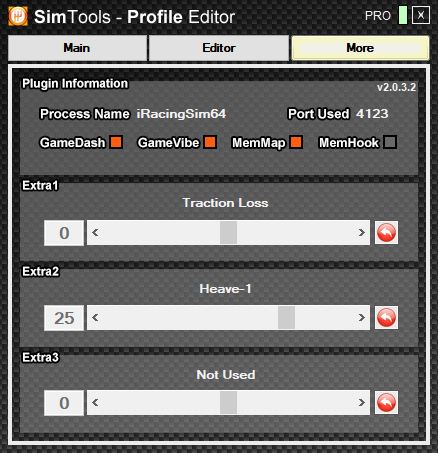 SimTools - Profile Editor
PRO
X
Main
Editor
More
Plugin Information
v2.0.3.2
Process Name iRacingSim64
Port Used 4123
GameDash
GameVibe
MemMap
MemHook
Extra1
Traction Loss
0
Extra2
Heave-1
25
Extra3
Not Used
0